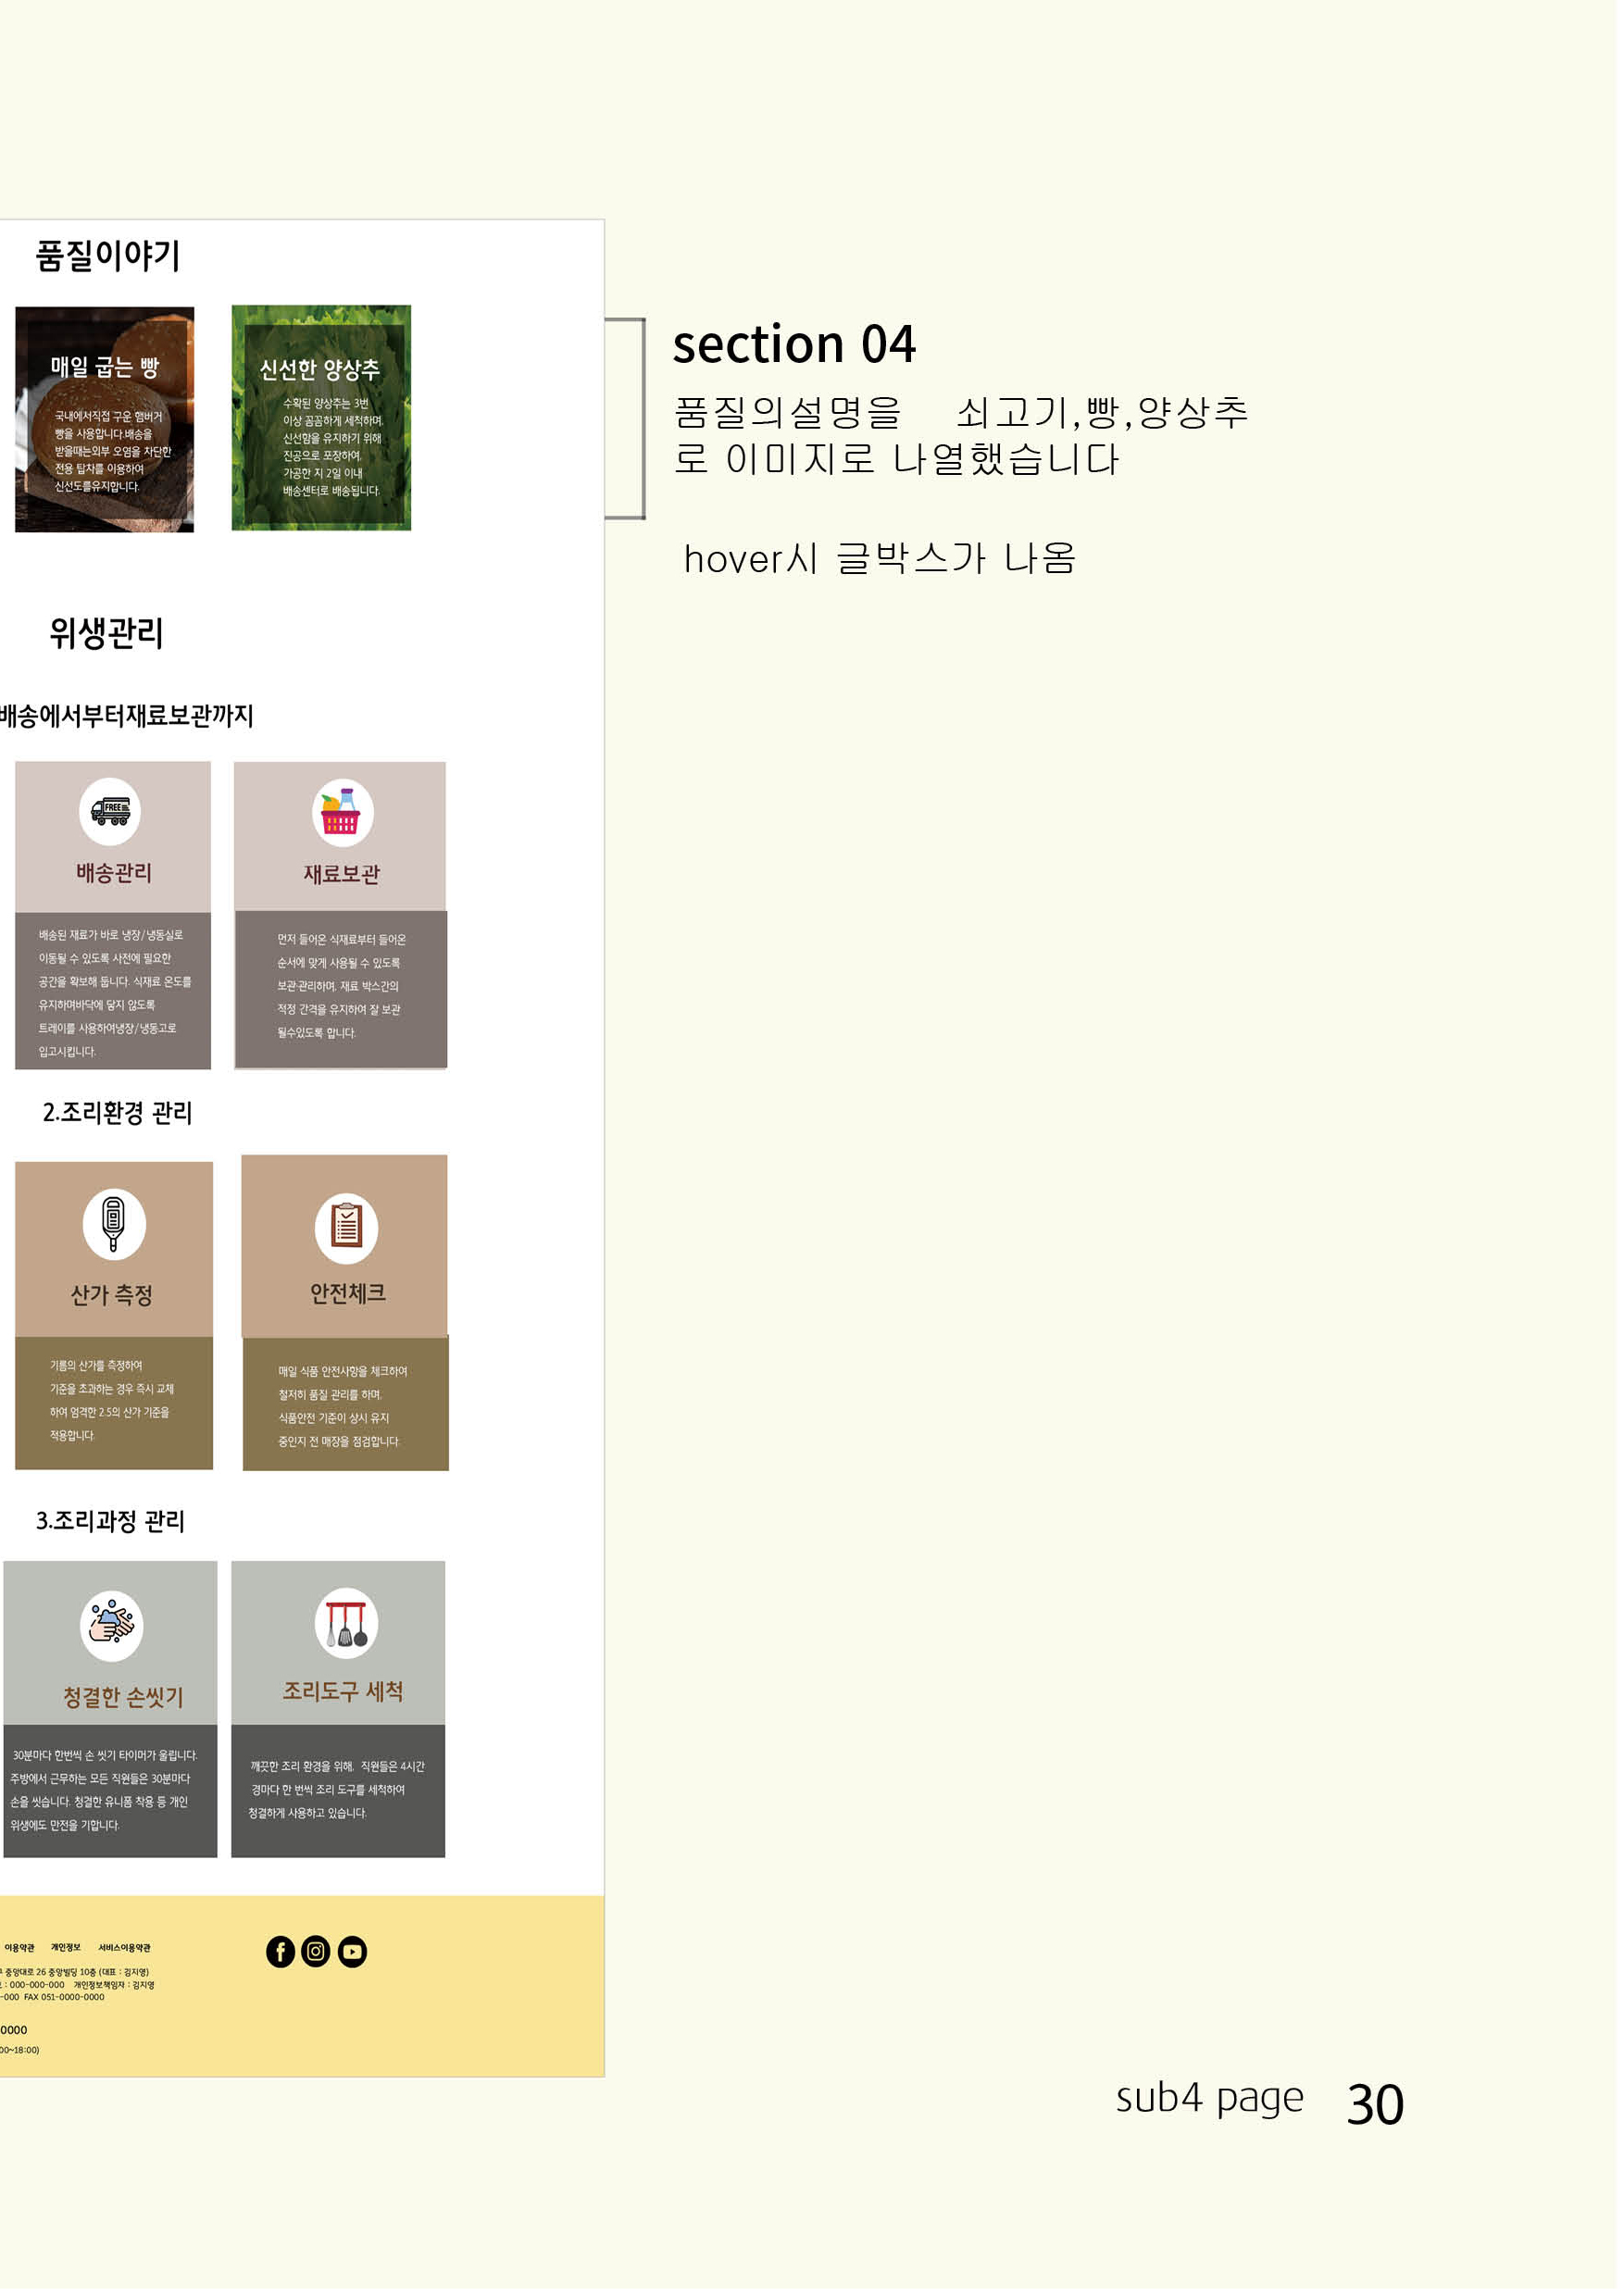 품질이야기
매일 굽는 빵
국내에서직접 구운 햄버거
빵을 사용합니다.배송을
받을때는외부 오염을 차단한
전용 탑차를 이용하여
신선도를유지합니다.
신선한 양상추
수확된 양상추는 3번
이상 꼼꼼하게 세척하며,
신선함을 유지하기 위해
진공으로 포장하여,
가공한 지 2일 이내
배송센터로 배송됩니다.
section 04
품질의설명을 쇠고기,빵,양상추
로 이미지로 나열했습니다
hover시 글박스가 나옴
위생관리
배송에서부터재료보관까지
FREE
배송관리
배송된 재료가 바로 냉장/냉동실로
이동될 수 있도록 사전에 필요한
공간을 확보해 둡니다. 식재료 온도를
유지하며바닥에 닿지 않도록
트레이를 사용하여냉장/냉동고로
입고시킵니다.
재료보관
먼저 들어온 식재료부터 들어온
순서에 맞게 사용될 수 있도록
보관·관리하며, 재료 박스간의
적정 간격을 유지하여 잘 보관
될수있도록 합니다.
2.조리환경 관리
산가 측정
기름의 산가를 측정하여
기준을 초과하는 경우 즉시 교체
하여 엄격한 2.5의 산가 기준을
적용합니다.
안전체크
매일 식품 안전사항을 체크하여
철저히 품질 관리를 하며,
식품안전 기준이 상시 유지
중인지 전 매장을 점검합니다.
3.조리과정 관리
청결한 손씻기
30분마다 한번씩 손 씻기 타이머가 울립니다.
주방에서 근무하는 모든 직원들은 30분마다
손을 씻습니다. 청결한 유니폼 착용 등 개인
위생에도 만전을 기합니다.
조리도구 세척
깨끗한 조리 환경을 위해, 직원들은 4시간
경마다 한 번씩 조리 도구를 세척하여
청결하게 사용하고 있습니다.
이용약관 개인정보 서비스이용약관
중앙대로 26 중앙빌딩 10층 (대표 : 김지영)
: 000-000-000 개인정보책임자 : 김지영
-000 FAX 051-0000-0000
0000
00~18:00)
sub4 page 30